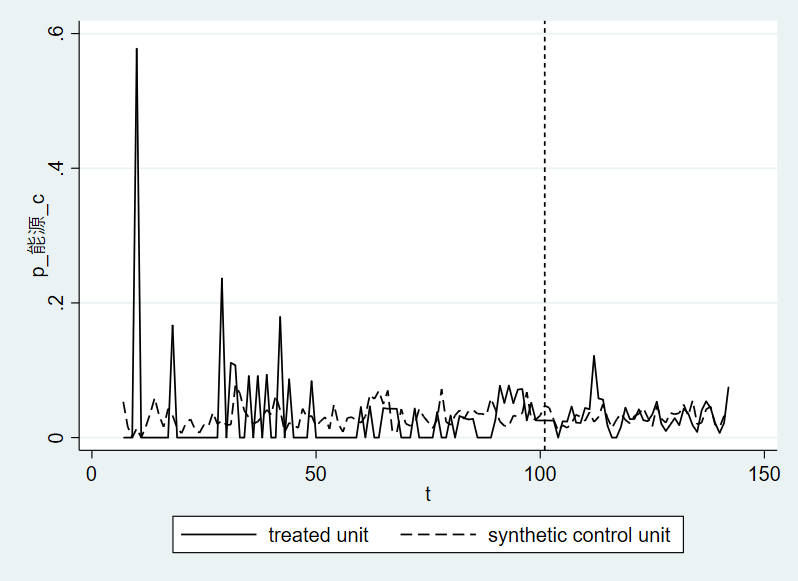 .6
.4
.2
0
p_能源_c
0 50 100 150
t
treated unit synthetic control unit